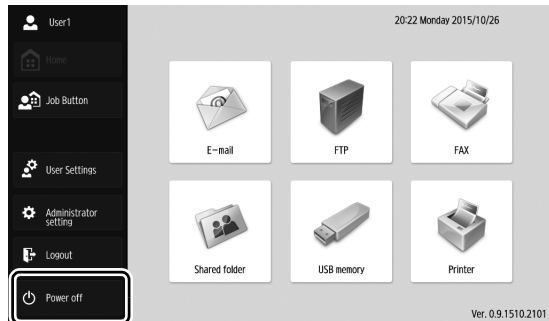 User1
20:22 Monday 2015/10/26
Home
Job Button
User Settings
Administrator
setting
Logout
Power off
E-mail
FTP
FAX
Shared folder
USB memory
Printer
Ver. 0.9.1510.2101